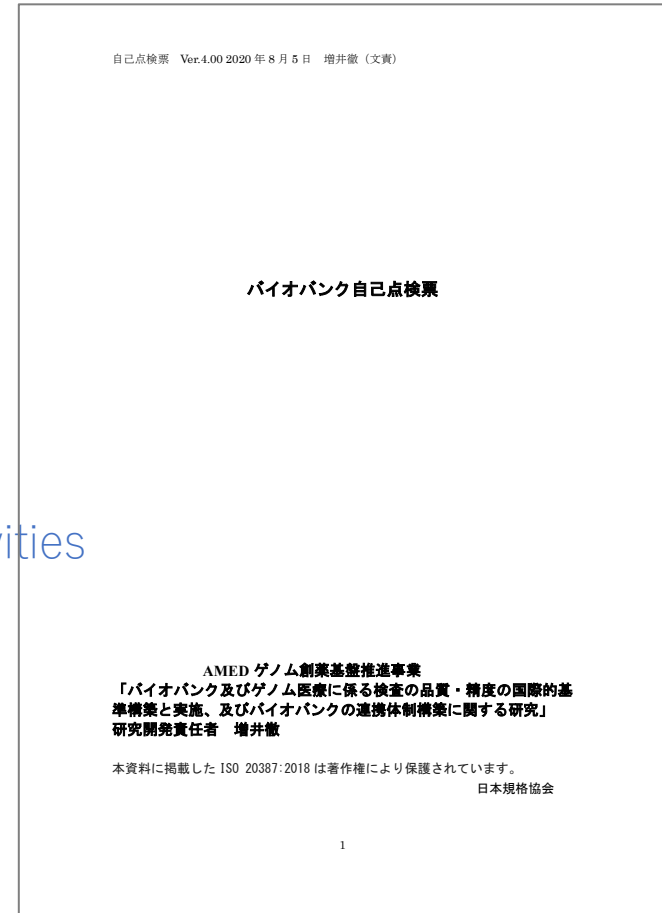 自己点検票　Ver.4.00 2020 年 8 月 5 日　増井徹（文責）
バイオバンク自己点検票
ities
AMED ゲノム創薬基盤推進事業
「バイオバンク及びゲノム医療に係る検査の品質・精度の国際的基
準構築と実施、及びバイオバンクの連携体制構築に関する研究」
研究開発責任者　増井徹
本資料に掲載した ISO 20387:2018 は著作権により保護されています。
日本規格協会
1